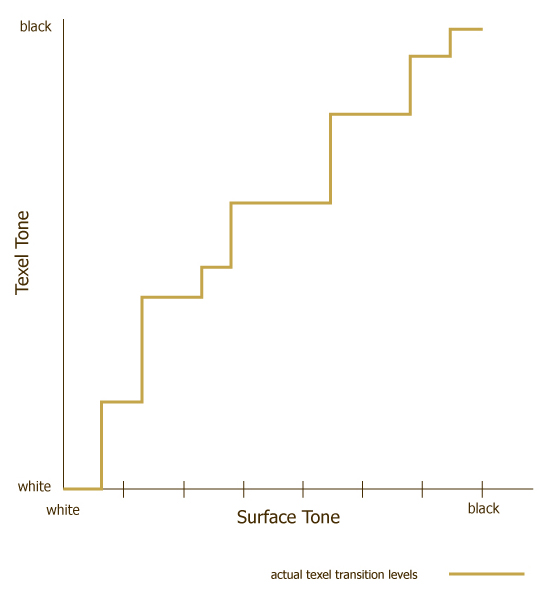 black
Texel Tone
white
white
Surface Tone
black
actual texel transition levels